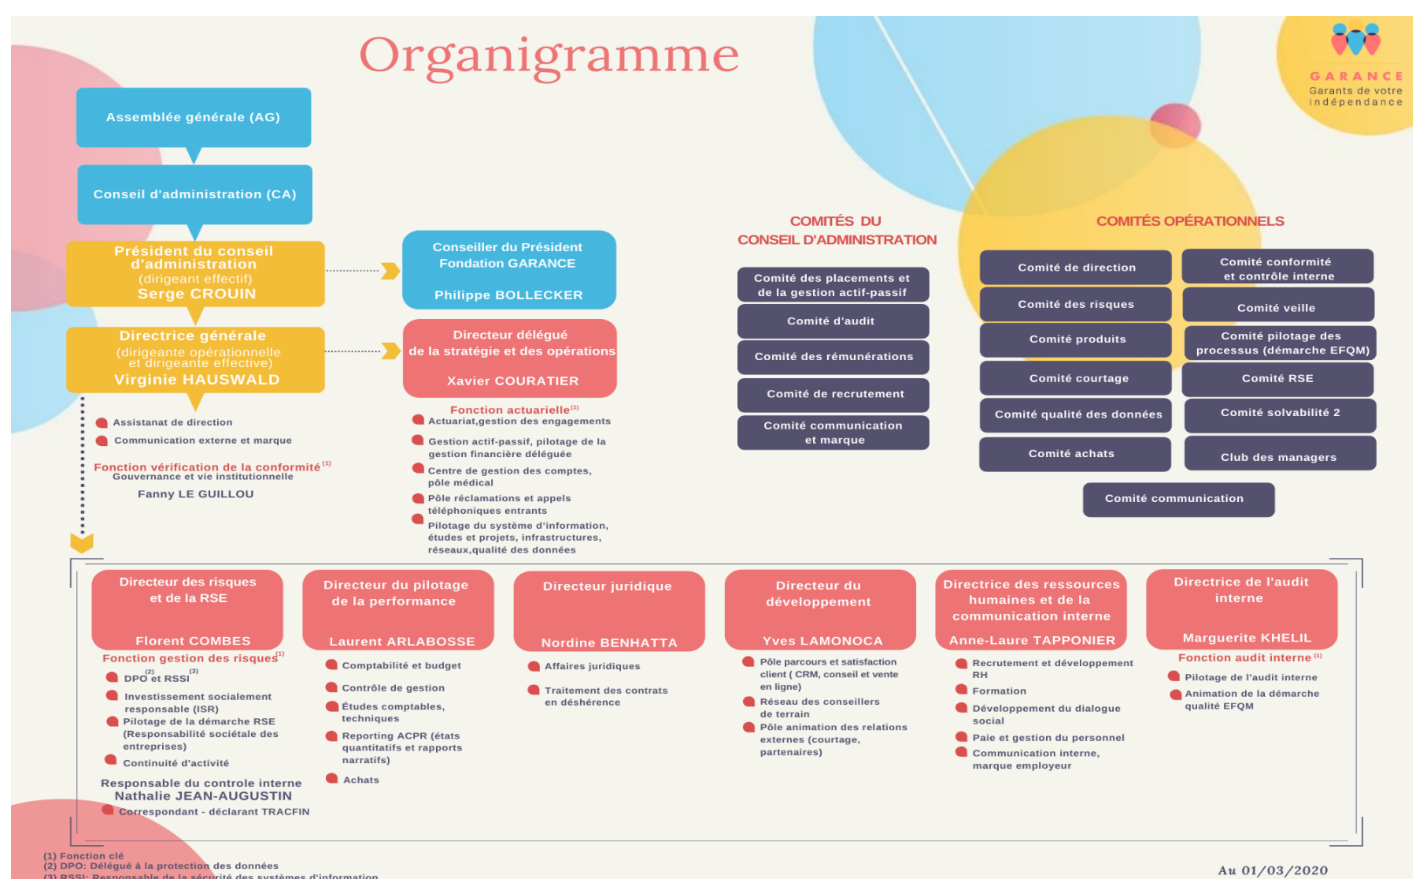 Organigramme
GARANCE
Garants de votre
indépendance
Assemblée générale (AG)
Conseil d'administration (CA)
Président du conseil
d'administration
(dirigeant effectif)
Serge CROUIN
Conseiller du Président
Fondation GARANCE
Philippe BOLLECKER
Directrice générale
(dirigeante opérationnelle
et dirigeante effective)
Virginie HAUSWALD
Directeur délégué
de la stratégie et des opérations
Xavier COURATIER
Assistanat de direction
Communication externe et marque
Fonction vérification de la conformité (1)
Gouvernance et vie institutionnelle
Fanny LE GUILLOU
Fonction actuarielle(1)
Actuariat,gestion des engagements
Gestion actif-passif, pilotage de la
gestion financière déléguée
Centre de gestion des comptes,
pôle médical
Pôle réclamations et appels
téléphoniques entrants
Pilotage du système d'information,
études et projets, infrastructures,
réseaux,qualité des données
COMITÉS DU
CONSEIL D'ADMINISTRATION
Comité des placements et
de la gestion actif-passif
Comité d'audit
Comité des rémunérations
Comité de recrutement
Comité communication
et marque
COMITÉS OPÉRATIONNELS
Comité de direction
Comité des risques
Comité produits
Comité courtage
Comité qualité des données
Comité achats
Comité conformité
et contrôle interne
Comité veille
Comité pilotage des
processus (démarche EFQM)
Comité RSE
Comité solvabilité 2
Club des managers
Comité communication
Directeur des risques
et de la RSE
Florent COMBES
Fonction gestion des risques(1)
DPO(2) et RSSI(3)
Investissement socialement
responsable (ISR)
Pilotage de la démarche RSE
(Responsabilité sociétale des
entreprises)
Continuité d'activité
Responsable du controle interne
Nathalie JEAN-AUGUSTIN
Correspondant - déclarant TRACFIN
Directeur du pilotage
de la performance
Laurent ARLABOSSE
Comptabilité et budget
Contrôle de gestion
Études comptables,
techniques
Reporting ACPR (états
quantitatifs et rapports
narratifs)
Achats
Directeur juridique
Nordine BENHATTA
Affaires juridiques
Traitement des contrats
en déshérence
Directeur du
développement
Yves LAMONOCA
Pôle parcours et satisfaction
client ( CRM, conseil et vente
en ligne)
Réseau des conseillers
de terrain
Pôle animation des relations
externes (courtage,
partenaires)
Directrice des ressources
humaines et de la
communication interne
Anne-Laure TAPPONIER
Recrutement et développement
RH
Formation
Développement du dialogue
social
Paie et gestion du personnel
Communication interne,
marque employeur
Directrice de l'audit
interne
Marguerite KHELIL
Fonction audit interne (1)
Pilotage de l'audit interne
Animation de la démarche
qualité EFQM
(1) Fonction clé
(2) DPO: Délégué à la protection des données
(3) RSSI: Responsable de la sécurité des systèmes d'information
Au 01/03/2020